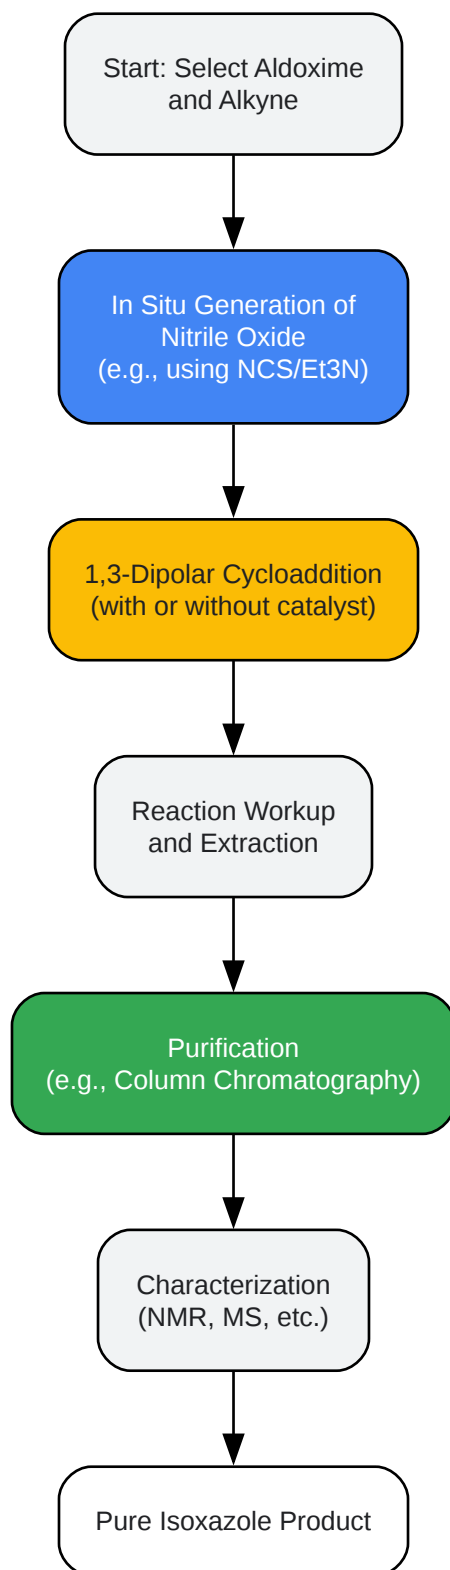 Start: Select Aldoxime
and Alkyne
In Situ Generation of
Nitrile Oxide
(e.g., using NCS/Et3N)
1,3-Dipolar Cycloaddition
(with or without catalyst)
Reaction Workup
and Extraction
Purification
(e.g., Column Chromatography)
Characterization
(NMR, MS, etc.)
Pure Isoxazole Product